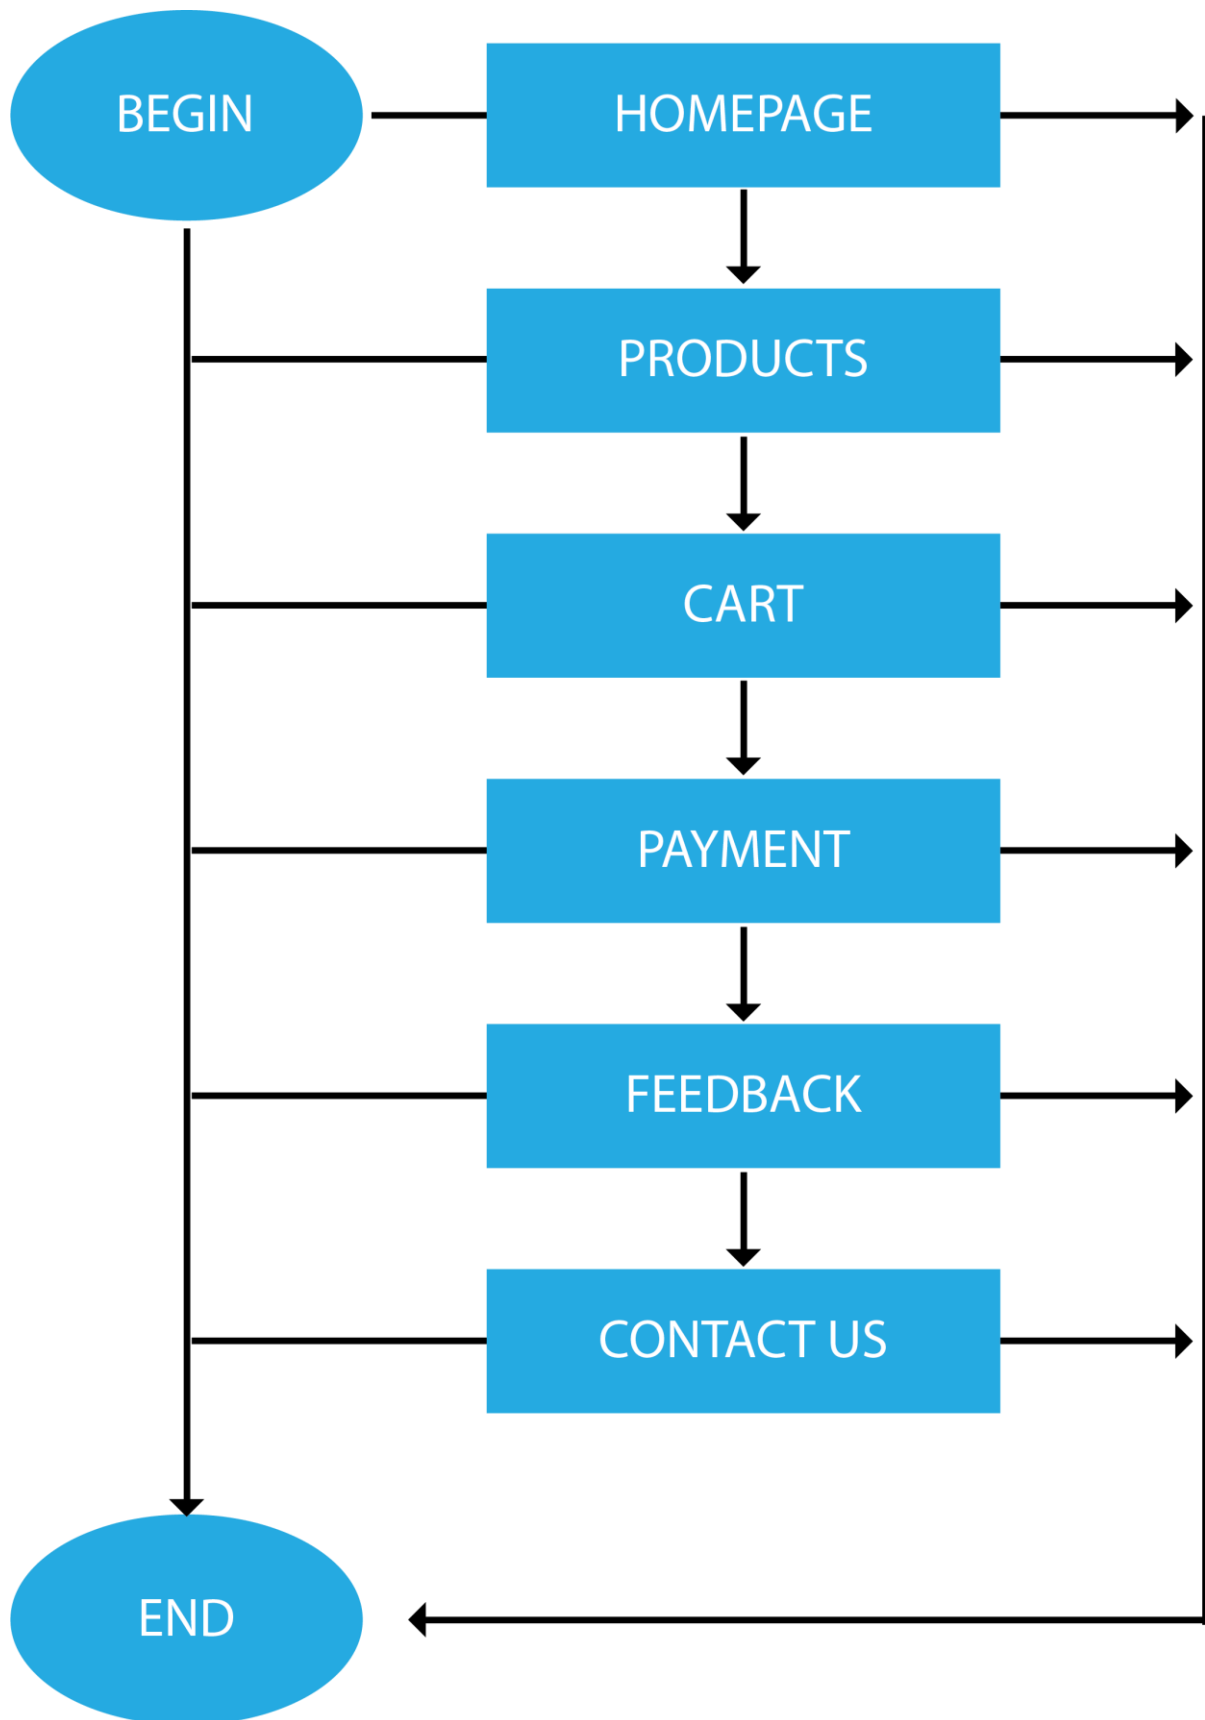 BEGIN
HOMEPAGE
PRODUCTS
CART
PAYMENT
FEEDBACK
CONTACT US
END